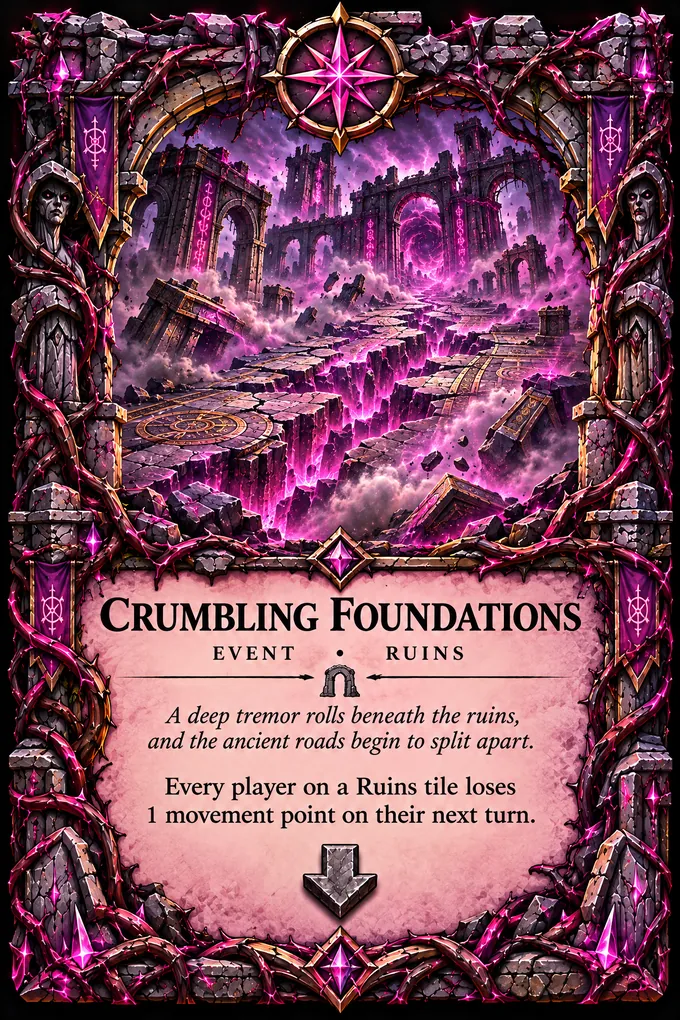 Crumbling Foundations
EVENT • RUINS
A deep tremor rolls beneath the ruins,
and the ancient roads begin to split apart.
Every player on a Ruins tile loses
1 movement point on their next turn.